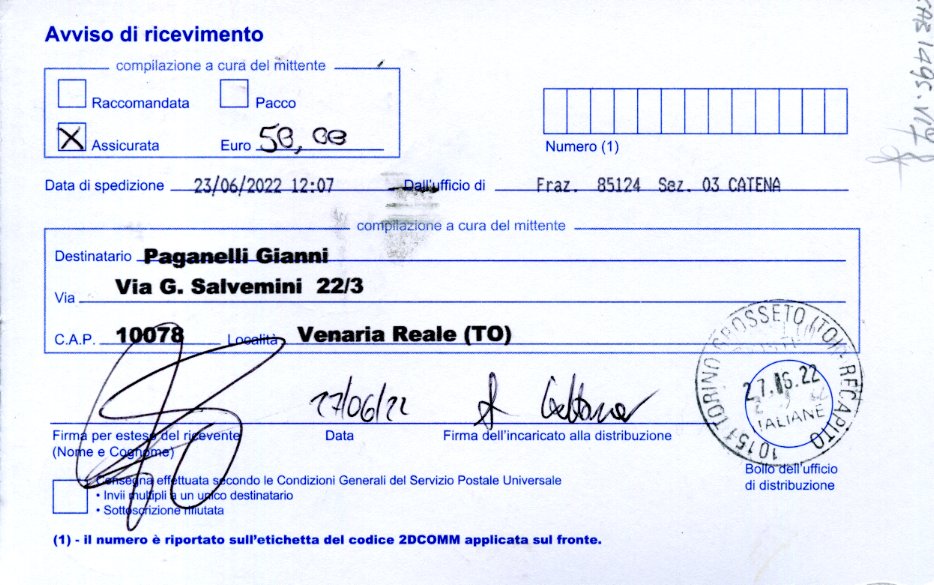 Avviso di ricevimento
compilazione a cura del mittente
Raccomandata Pacco
X Assicurata Euro 50,00
Numero (1)
Data di spedizione 23/06/2022 12:07 Dall'ufficio di Fraz. 85124 Sez. 03 CATENA
compilazione a cura del mittente
Destinatario Paganelli Gianni
Via Via G. Salvemini 22/3
C.A.P. 10078 Località Venaria Reale (TO)
10151 TORINO GROSSETO (TO) RECAPITO
27.06.22
ITALIANE
27/06/22
Firma per esteso del ricevente Data Firma dell'incaricato alla distribuzione
(Nome e Cognome)
Bollo dell'ufficio
di distribuzione
Consegna effettuata secondo le Condizioni Generali del Servizio Postale Universale
• Invii multipli a un unico destinatario
• Sottoscrizione rifiutata
(1) - il numero è riportato sull'etichetta del codice 2DCOMM applicata sul fronte.